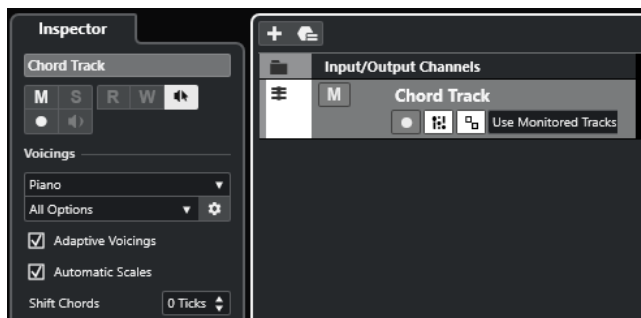 Inspector
Chord Track
M S R W
Voicings
Piano
All Options
Adaptive Voicings
Automatic Scales
Shift Chords 0 Ticks
Input/Output Channels
M Chord Track
Use Monitored Tracks